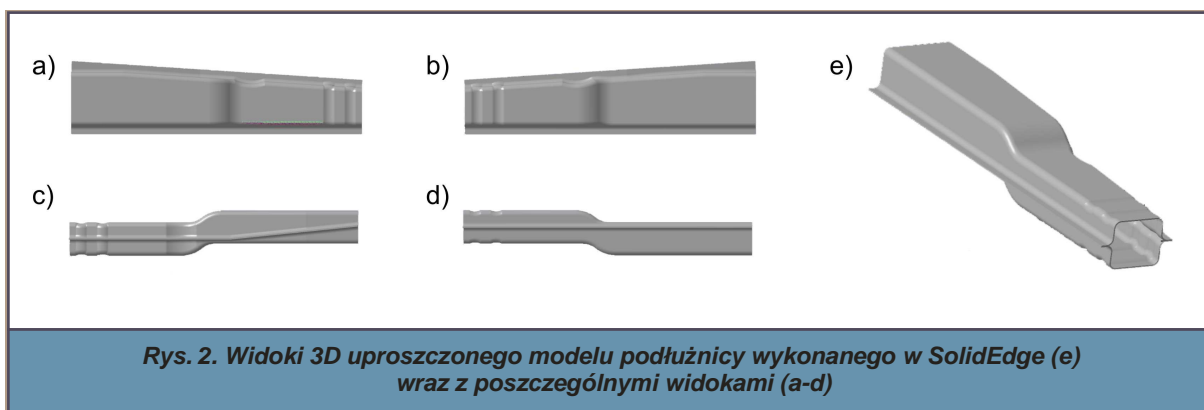 a)
b)
e)
c)
d)
Rys. 2. Widoki 3D uproszczonego modelu podłużnicy wykonanego w SolidEdge (e)
wraz z poszczególnymi widokami (a-d)